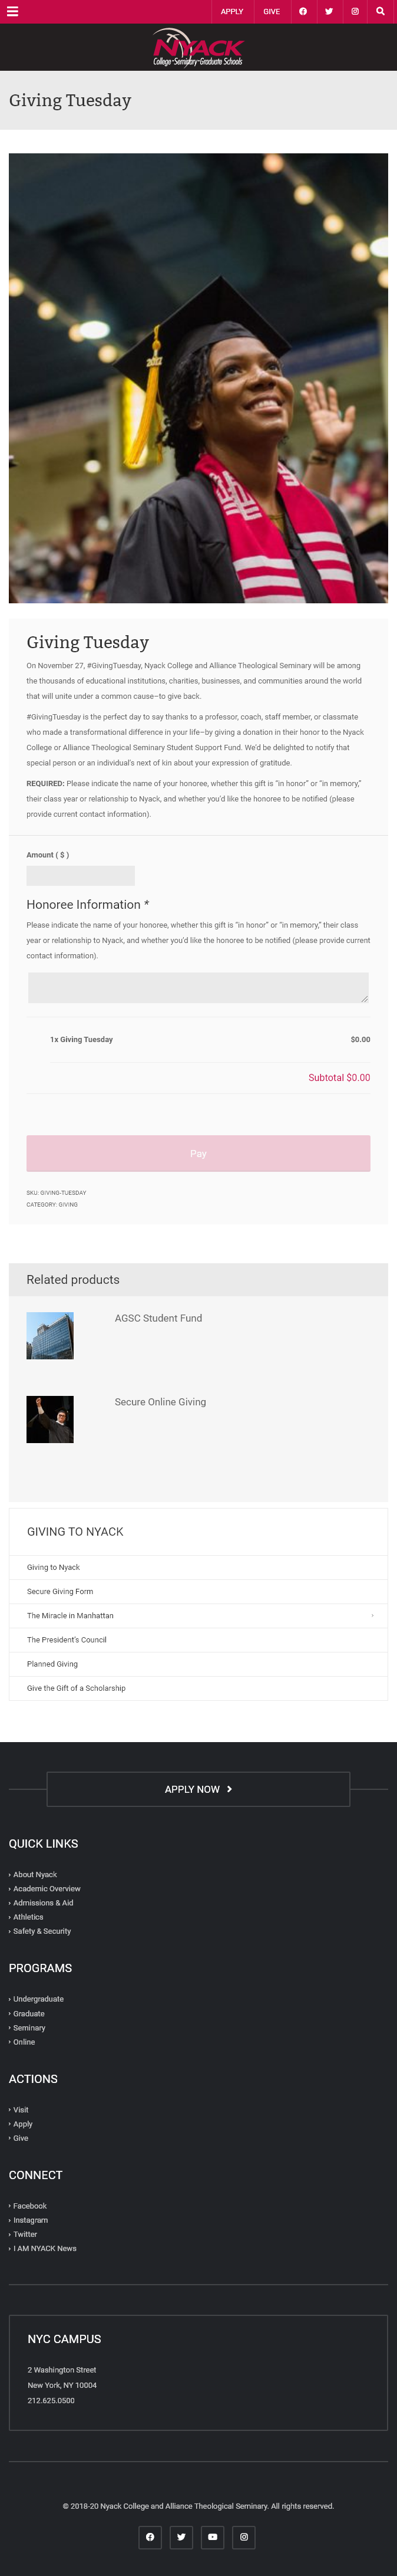 APPLY
GIVE
NYACK
College • Seminary • Graduate Schools
Giving Tuesday
Giving Tuesday
On November 27, #GivingTuesday, Nyack College and Alliance Theological Seminary will be among
the thousands of educational institutions, charities, businesses, and communities around the world
that will unite under a common cause–to give back.
#GivingTuesday is the perfect day to say thanks to a professor, coach, staff member, or classmate
who made a transformational difference in your life–by giving a donation in their honor to the Nyack
College or Alliance Theological Seminary Student Support Fund. We'd be delighted to notify that
special person or an individual's next of kin about your expression of gratitude.
REQUIRED: Please indicate the name of your honoree, whether this gift is “in honor” or “in memory,”
their class year or relationship to Nyack, and whether you'd like the honoree to be notified (please
provide current contact information).
Amount ( $ )
Honoree Information *
Please indicate the name of your honoree, whether this gift is “in honor” or “in memory,” their class
year or relationship to Nyack, and whether you'd like the honoree to be notified (please provide current
contact information).
1x Giving Tuesday $0.00
Subtotal $0.00
Pay
SKU: GIVING-TUESDAY
CATEGORY: GIVING
Related products
AGSC Student Fund
Secure Online Giving
GIVING TO NYACK
Giving to Nyack
Secure Giving Form
The Miracle in Manhattan
The President's Council
Planned Giving
Give the Gift of a Scholarship
APPLY NOW
QUICK LINKS
About Nyack
Academic Overview
Admissions & Aid
Athletics
Safety & Security
PROGRAMS
Undergraduate
Graduate
Seminary
Online
ACTIONS
Visit
Apply
Give
CONNECT
Facebook
Instagram
Twitter
I AM NYACK News
NYC CAMPUS
2 Washington Street
New York, NY 10004
212.625.0500
© 2018-20 Nyack College and Alliance Theological Seminary. All rights reserved.